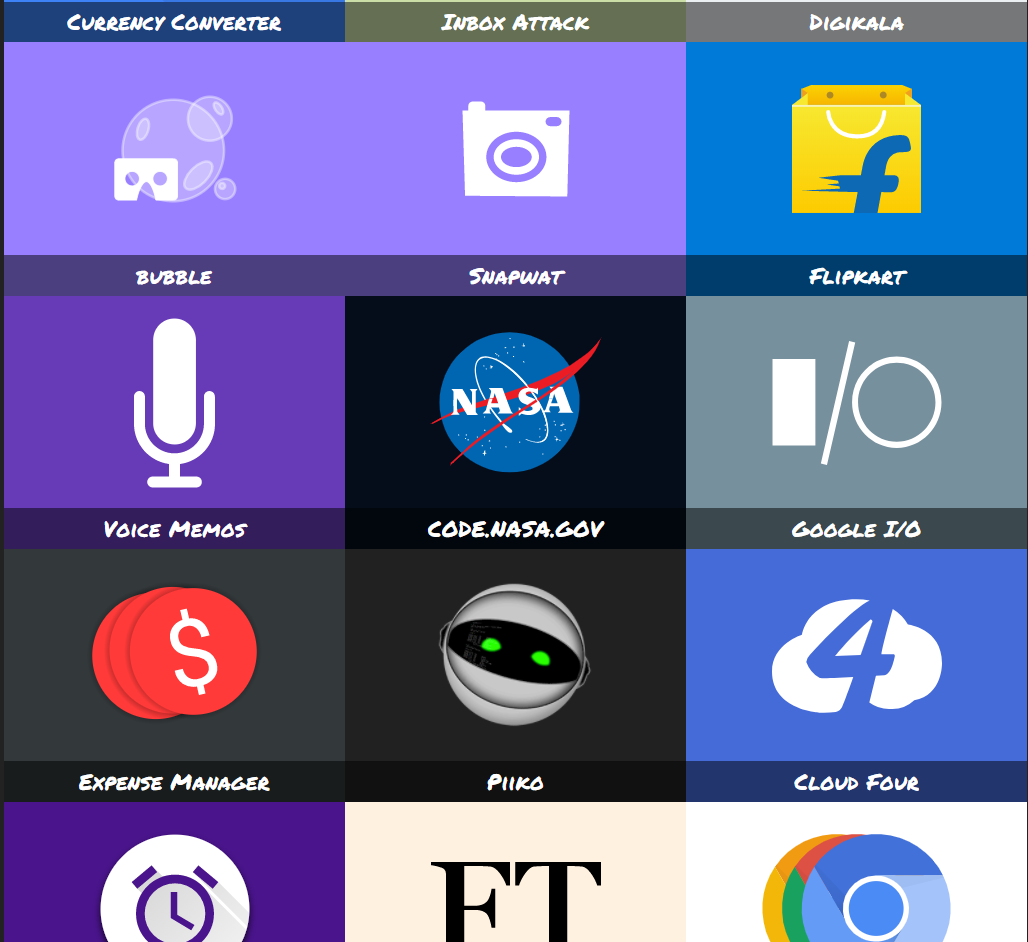 Currency Converter
Inbox Attack
Digikala
f
bubble
Snapwat
Flipkart
NASA
I/O
Voice Memos
CODE.NASA.GOV
Google I/O
$
4
Expense Manager
Piiko
Cloud Four
FT